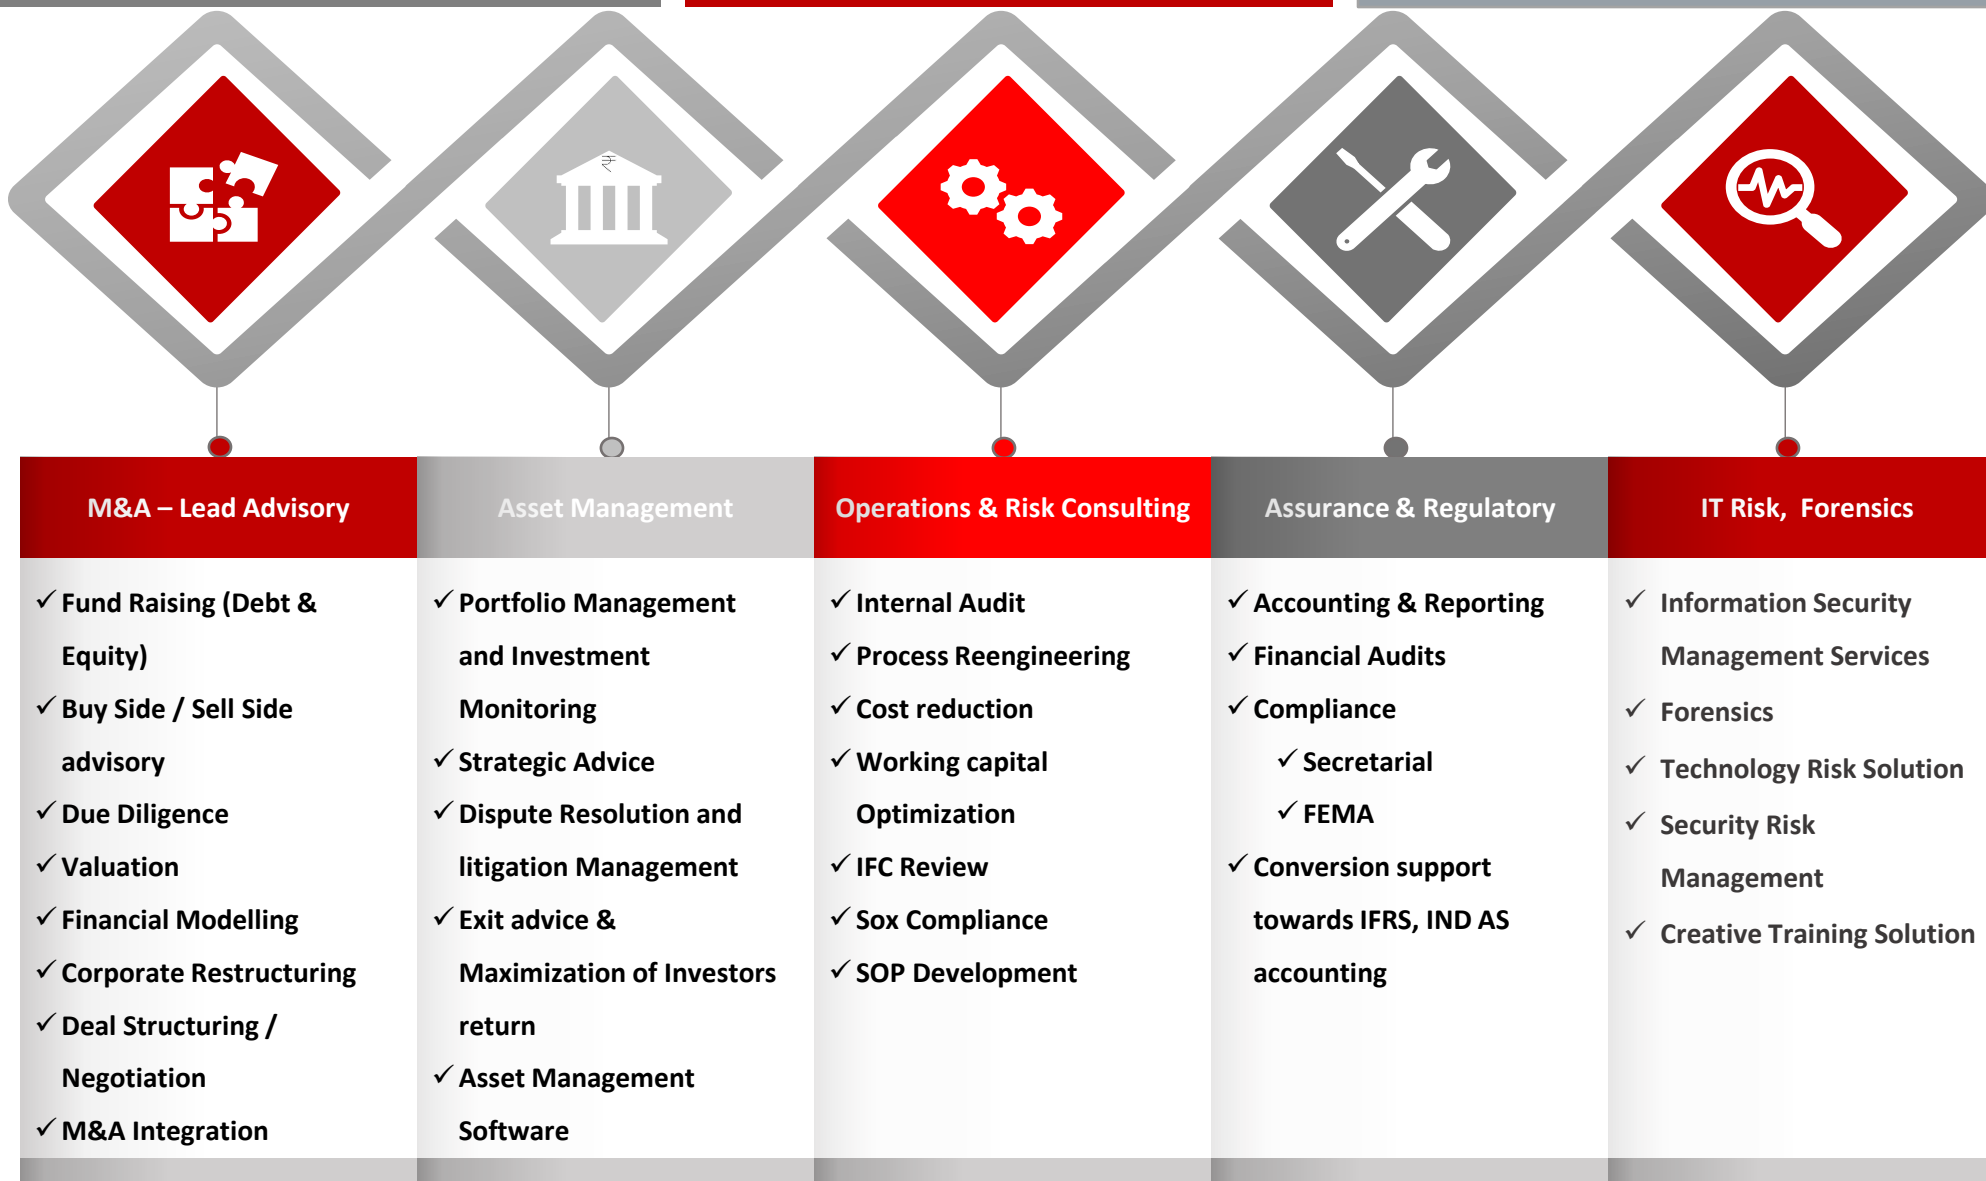 ₹
M&A – Lead Advisory
✓ Fund Raising (Debt &
Equity)
✓ Buy Side / Sell Side
advisory
✓ Due Diligence
✓ Valuation
✓ Financial Modelling
✓ Corporate Restructuring
✓ Deal Structuring /
Negotiation
✓ M&A Integration
Asset Management
✓ Portfolio Management
and Investment
Monitoring
✓ Strategic Advice
✓ Dispute Resolution and
litigation Management
✓ Exit advice &
Maximization of Investors
return
✓ Asset Management
Software
Operations & Risk Consulting
✓ Internal Audit
✓ Process Reengineering
✓ Cost reduction
✓ Working capital
Optimization
✓ IFC Review
✓ Sox Compliance
✓ SOP Development
Assurance & Regulatory
✓ Accounting & Reporting
✓ Financial Audits
✓ Compliance
✓ Secretarial
✓ FEMA
✓ Conversion support
towards IFRS, IND AS
accounting
IT Risk, Forensics
✓ Information Security
Management Services
✓ Forensics
✓ Technology Risk Solution
✓ Security Risk
Management
✓ Creative Training Solution